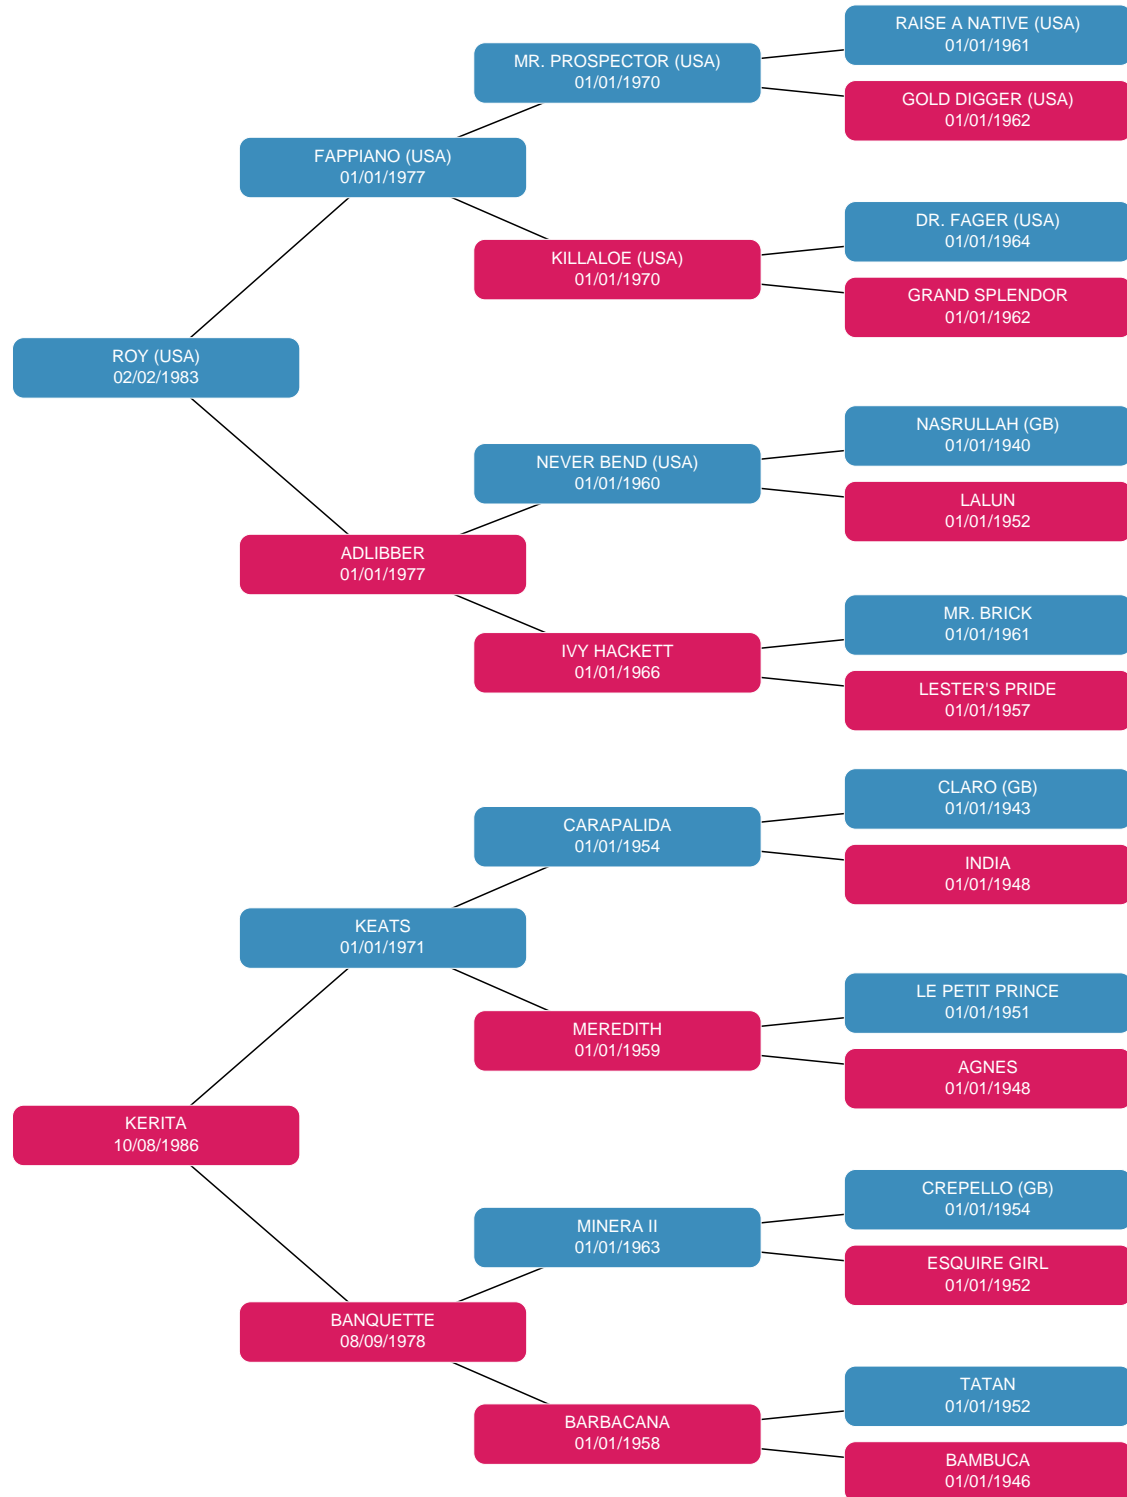 RAISE A NATIVE (USA)
01/01/1961
MR. PROSPECTOR (USA)
01/01/1970
GOLD DIGGER (USA)
01/01/1962
FAPPIANO (USA)
01/01/1977
DR. FAGER (USA)
01/01/1964
KILLALOE (USA)
01/01/1970
GRAND SPLENDOR
01/01/1962
ROY (USA)
02/02/1983
NASRULLAH (GB)
01/01/1940
NEVER BEND (USA)
01/01/1960
LALUN
01/01/1952
ADLIBBER
01/01/1977
MR. BRICK
01/01/1961
IVY HACKETT
01/01/1966
LESTER'S PRIDE
01/01/1957
CLARO (GB)
01/01/1943
CARAPALIDA
01/01/1954
INDIA
01/01/1948
KEATS
01/01/1971
LE PETIT PRINCE
01/01/1951
MEREDITH
01/01/1959
AGNES
01/01/1948
KERITA
10/08/1986
CREPELLO (GB)
01/01/1954
MINERA II
01/01/1963
ESQUIRE GIRL
01/01/1952
BANQUETTE
08/09/1978
TATAN
01/01/1952
BARBACANA
01/01/1958
BAMBUCA
01/01/1946